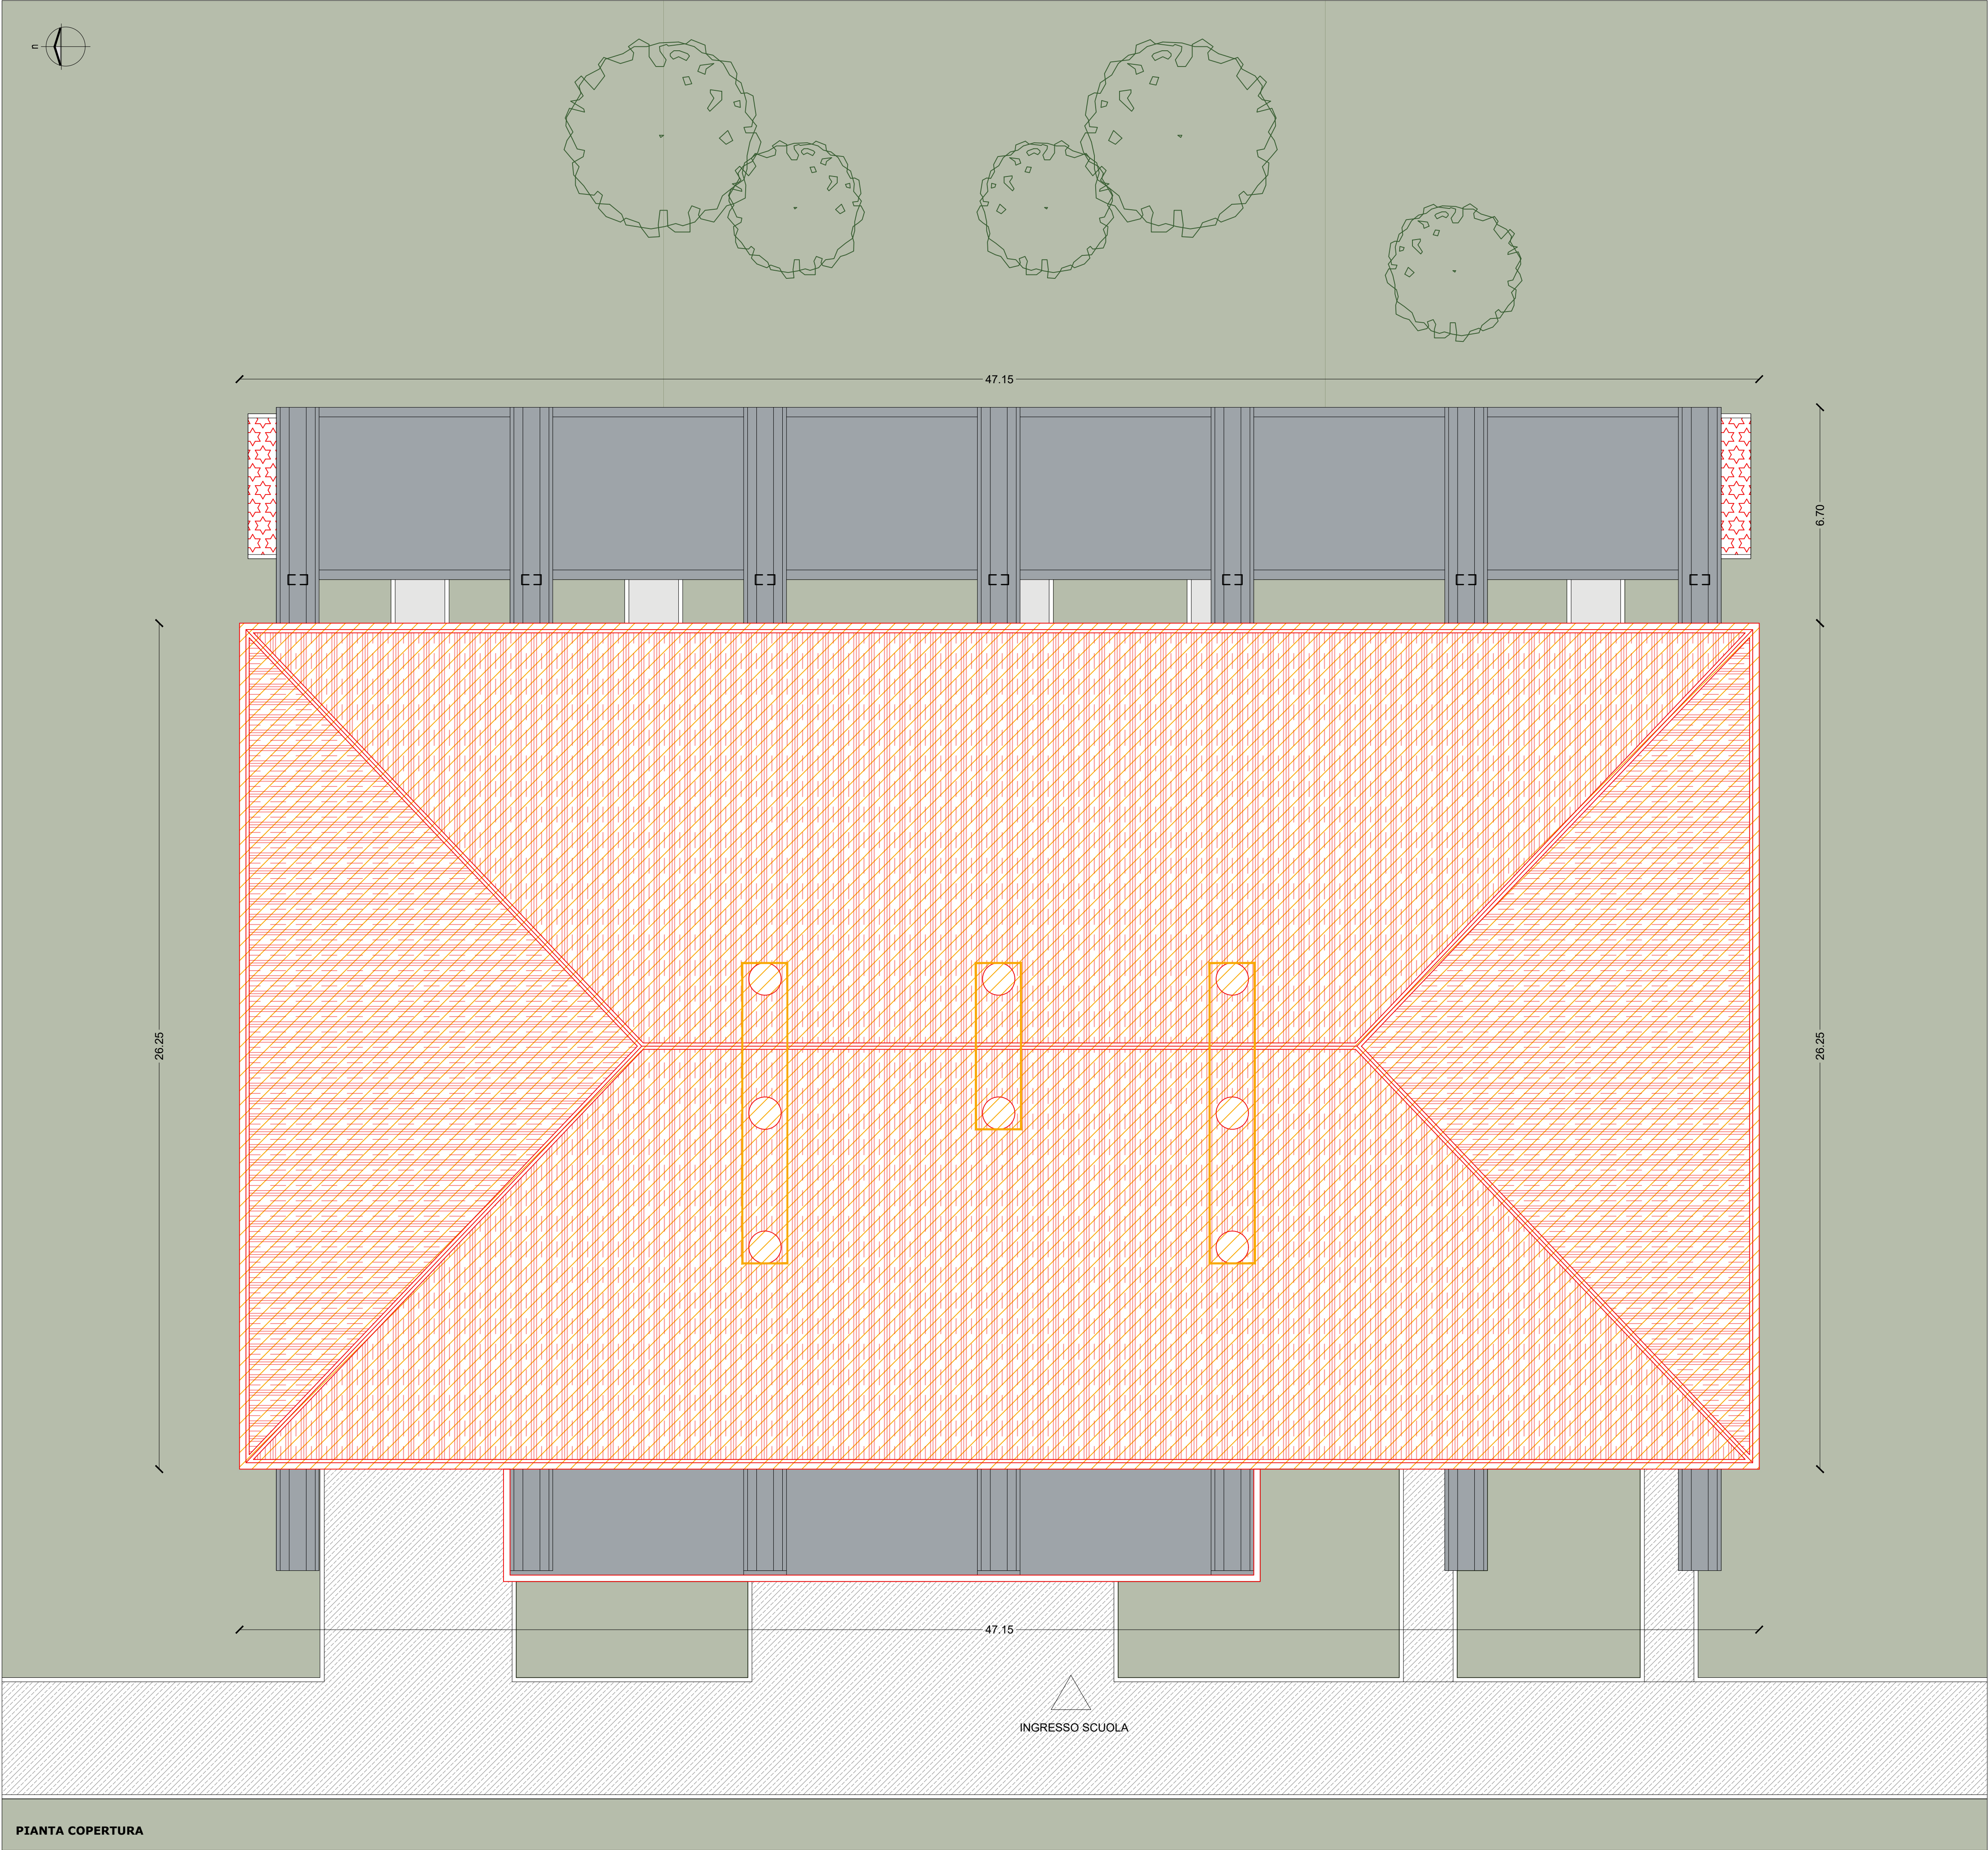 n
47.15
6.70
26.25
26.25
47.15
INGRESSO SCUOLA
PIANTA COPERTURA